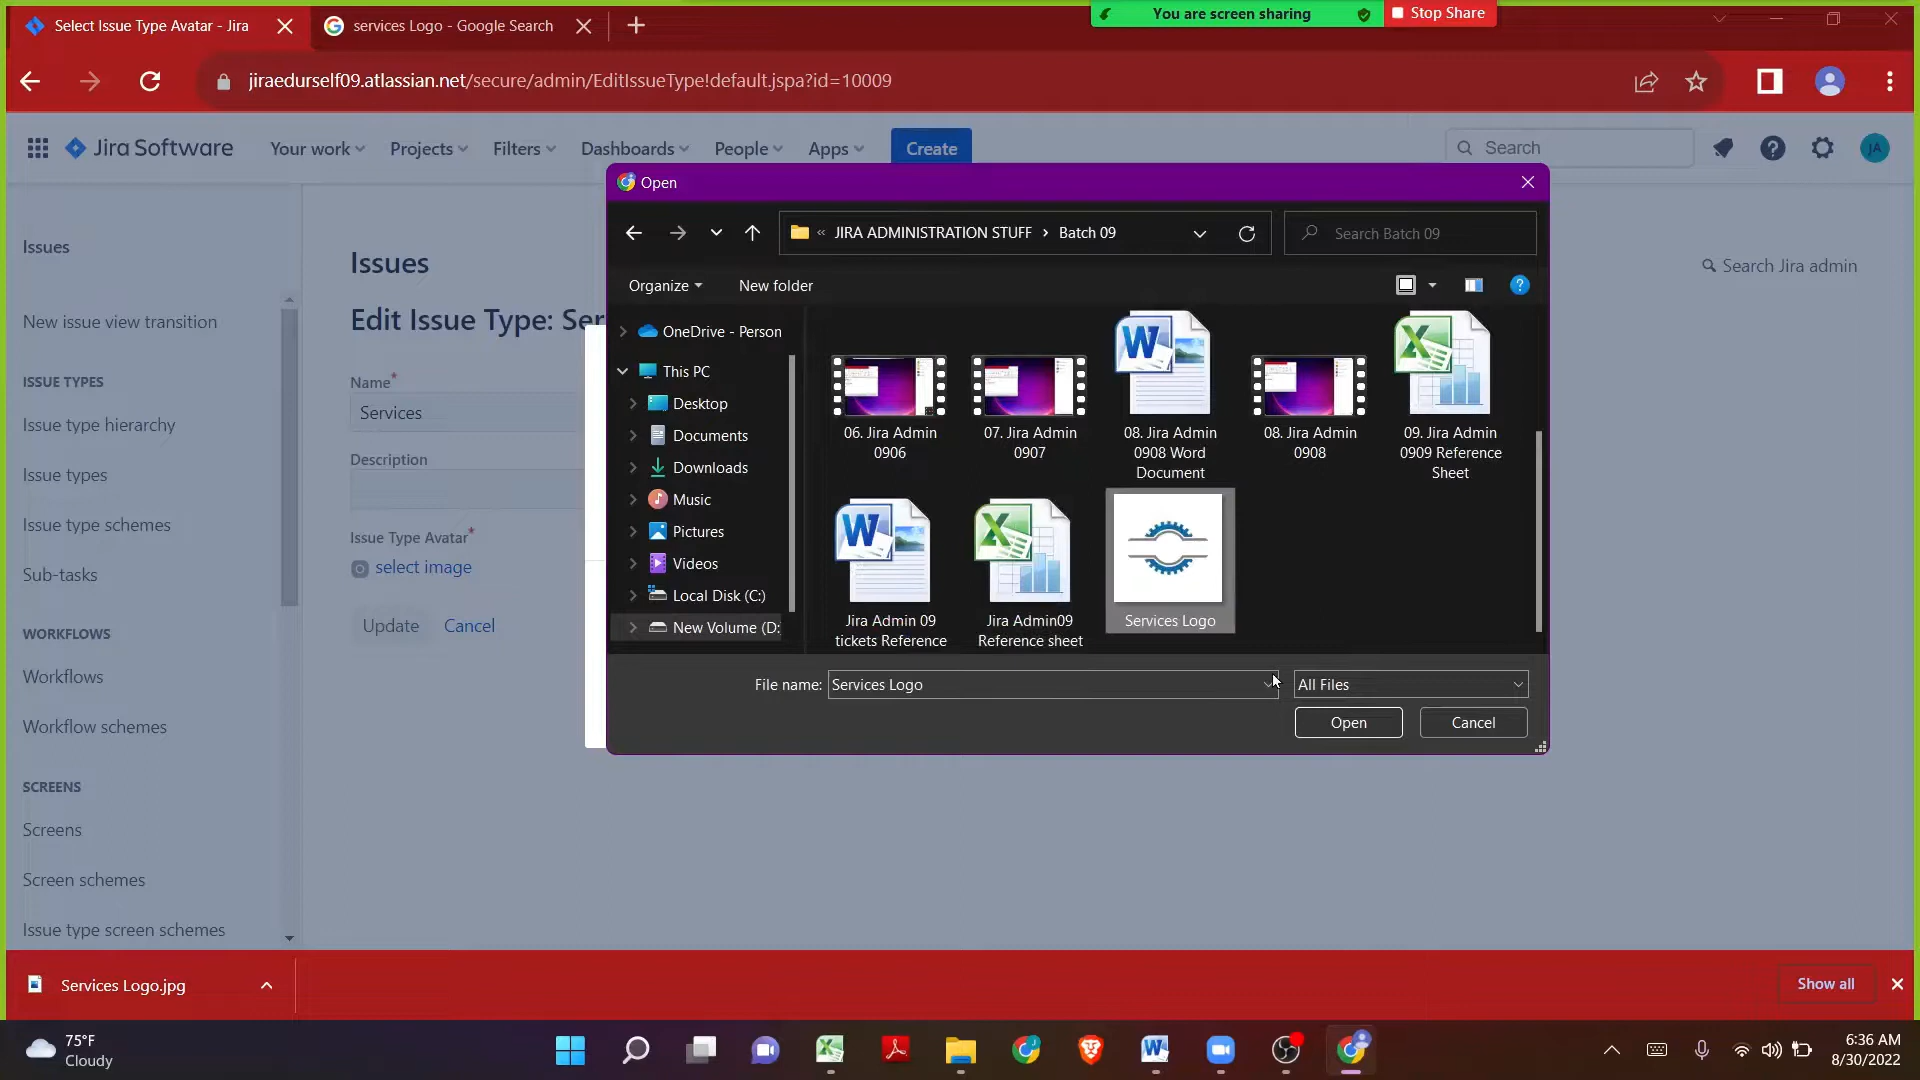 Select Issue Type Avatar - Jira
services Logo - Google Search
You are screen sharing
Stop Share
jiraedurself09.atlassian.net/secure/admin/EditIssueType!default.jspa?id=10009
Jira Software
Your work
Projects
Filters
Dashboards
People
Apps
Create
Search
JA
Open
« JIRA ADMINISTRATION STUFF > Batch 09
Search Batch 09
Organize
New folder
OneDrive - Person
This PC
Desktop
Documents
Downloads
Music
Pictures
Videos
Local Disk (C:)
New Volume (D:
06. Jira Admin
0906
07. Jira Admin
0907
08. Jira Admin
0908 Word
Document
08. Jira Admin
0908
09. Jira Admin
0909 Reference
Sheet
Jira Admin 09
tickets Reference
Jira Admin09
Reference sheet
Services Logo
File name:
Services Logo
All Files
Open
Cancel
Issues
New issue view transition
ISSUE TYPES
Issue type hierarchy
Issue types
Issue type schemes
Sub-tasks
WORKFLOWS
Workflows
Workflow schemes
SCREENS
Screens
Screen schemes
Issue type screen schemes
Issues
Search Jira admin
Edit Issue Type: Ser
Name*
Services
Description
Issue Type Avatar*
select image
Update
Cancel
Services Logo.jpg
Show all
75°F
Cloudy
6:36 AM
8/30/2022